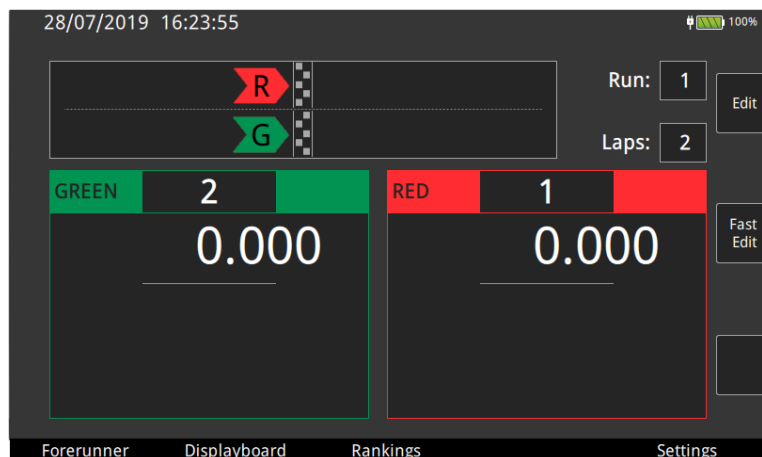 28/07/2019 16:23:55 100%
R
Run: 1
Edit
G
Laps: 2
GREEN 2 RED 1
0.000 0.000
Fast
Edit
Forerunner Displayboard Rankings Settings